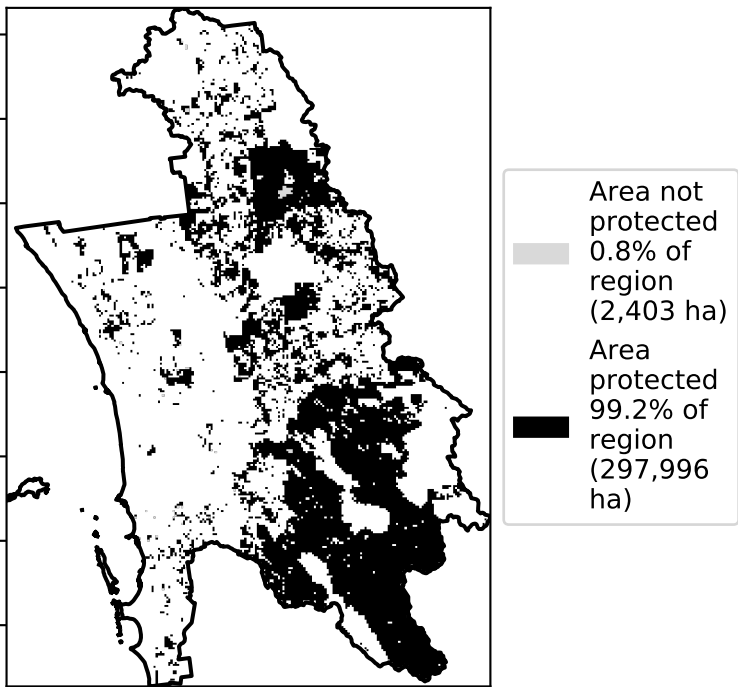 Area not
protected
0.8% of
region
(2,403 ha)
Area
protected
99.2% of
region
(297,996
ha)